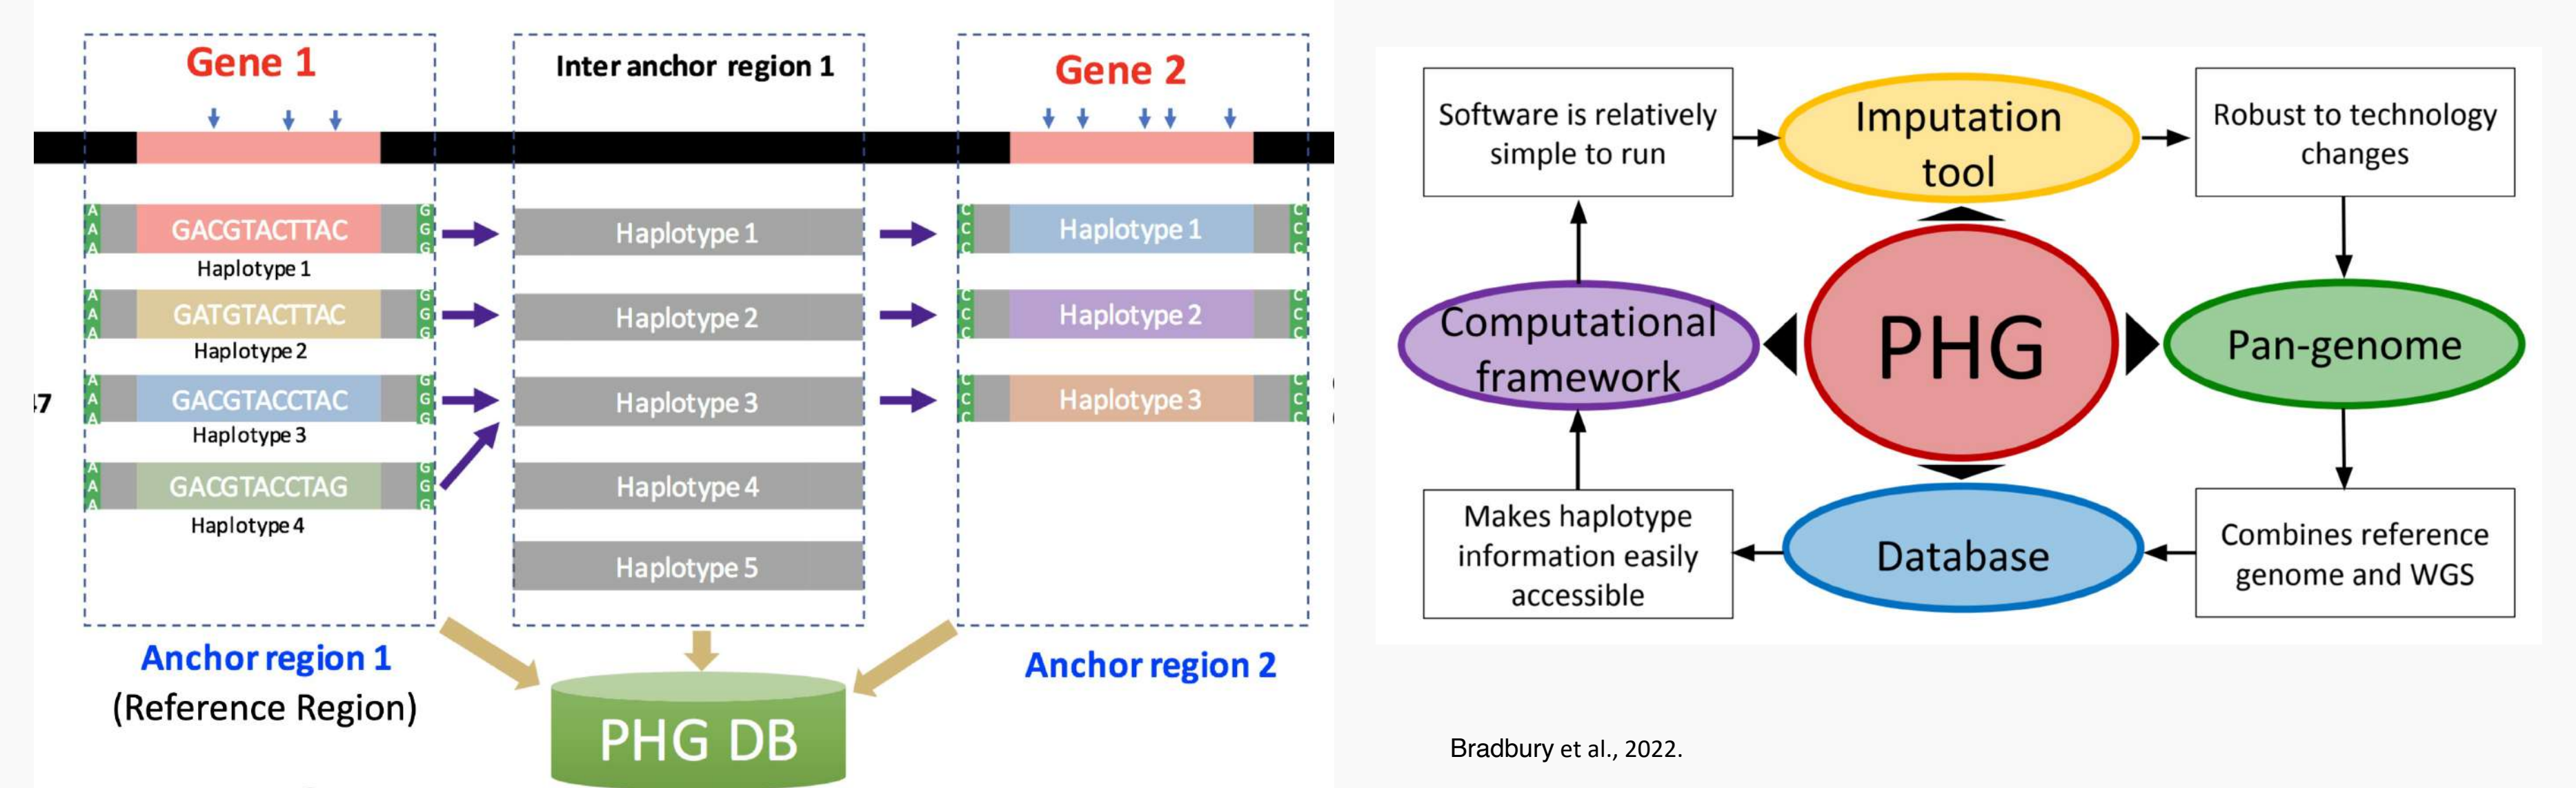 Gene 1
Inter anchor region 1
Gene 2
A
A
A
GACGTACTTAC
G
G
G
Haplotype 1
Haplotype 1
C
C
C
Haplotype 1
C
C
C
A
A
A
GATGTACTTAC
G
G
G
Haplotype 2
Haplotype 2
C
C
C
Haplotype 2
C
C
C
47
A
A
A
GACGTACCTAC
G
G
G
Haplotype 3
Haplotype 3
C
C
C
Haplotype 3
C
C
C
A
A
A
GACGTACCTAG
G
G
G
Haplotype 4
Haplotype 4
Haplotype 5
Anchor region 1
(Reference Region)
Anchor region 2
PHG DB
Software is relatively
simple to run
Imputation
tool
Robust to technology
changes
Computational
framework
PHG
Pan-genome
Makes haplotype
information easily
accessible
Database
Combines reference
genome and WGS
Bradbury et al., 2022.